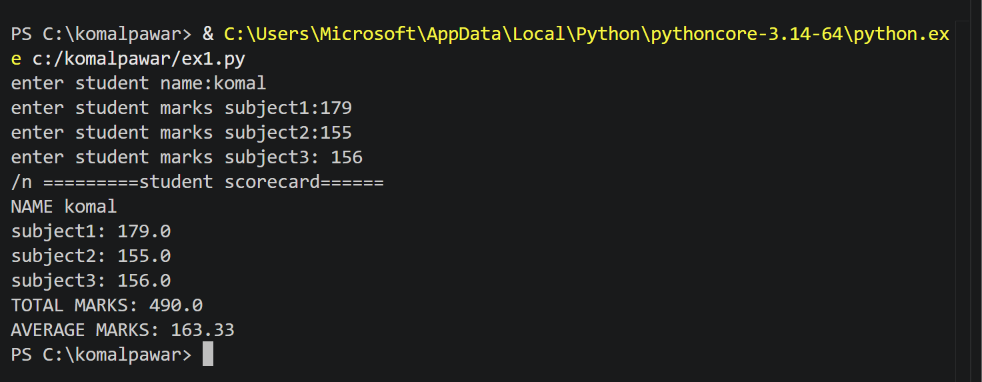 PS C:\komalpawar> & C:\Users\Microsoft\AppData\Local\Python\pythoncore-3.14-64\python.ex
e c:/komalpawar/ex1.py
enter student name:komal
enter student marks subject1:179
enter student marks subject2:155
enter student marks subject3: 156
/n =========student scorecard======
NAME komal
subject1: 179.0
subject2: 155.0
subject3: 156.0
TOTAL MARKS: 490.0
AVERAGE MARKS: 163.33
PS C:\komalpawar>